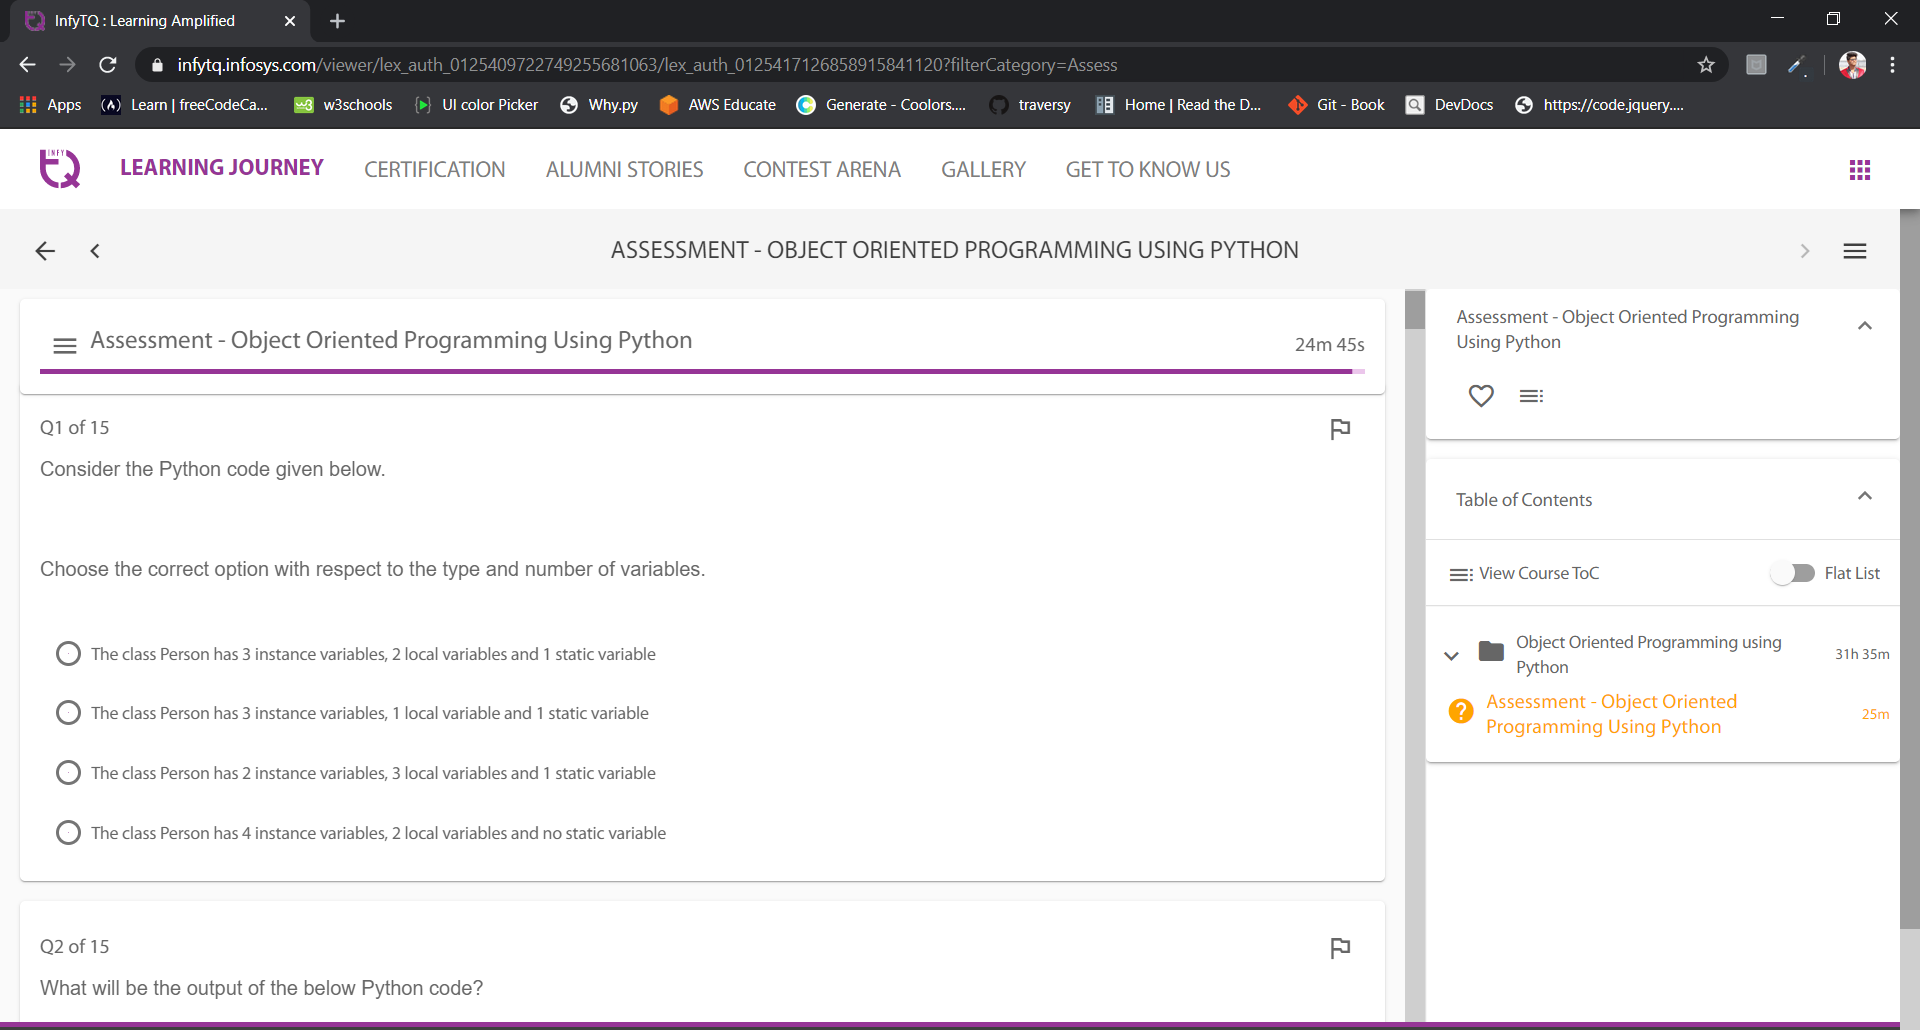 InfyTQ : Learning Amplified
infytq.infosys.com/viewer/lex_auth_0125409722749255681063/lex_auth_0125417126858915841120?filterCategory=Assess
Apps Learn | freeCodeCa... w3schools UI color Picker Why.py AWS Educate Generate - Coolors.... traversy Home | Read the D... Git - Book DevDocs https://code.jquery....
INFY TQ LEARNING JOURNEY CERTIFICATION ALUMNI STORIES CONTEST ARENA GALLERY GET TO KNOW US
ASSESSMENT - OBJECT ORIENTED PROGRAMMING USING PYTHON
Assessment - Object Oriented Programming Using Python
24m 45s
Q1 of 15
Consider the Python code given below.
Choose the correct option with respect to the type and number of variables.
The class Person has 3 instance variables, 2 local variables and 1 static variable
The class Person has 3 instance variables, 1 local variable and 1 static variable
The class Person has 2 instance variables, 3 local variables and 1 static variable
The class Person has 4 instance variables, 2 local variables and no static variable
Q2 of 15
What will be the output of the below Python code?
Assessment - Object Oriented Programming
Using Python
Table of Contents
View Course ToC
Flat List
Object Oriented Programming using
Python
31h 35m
Assessment - Object Oriented
Programming Using Python
25m